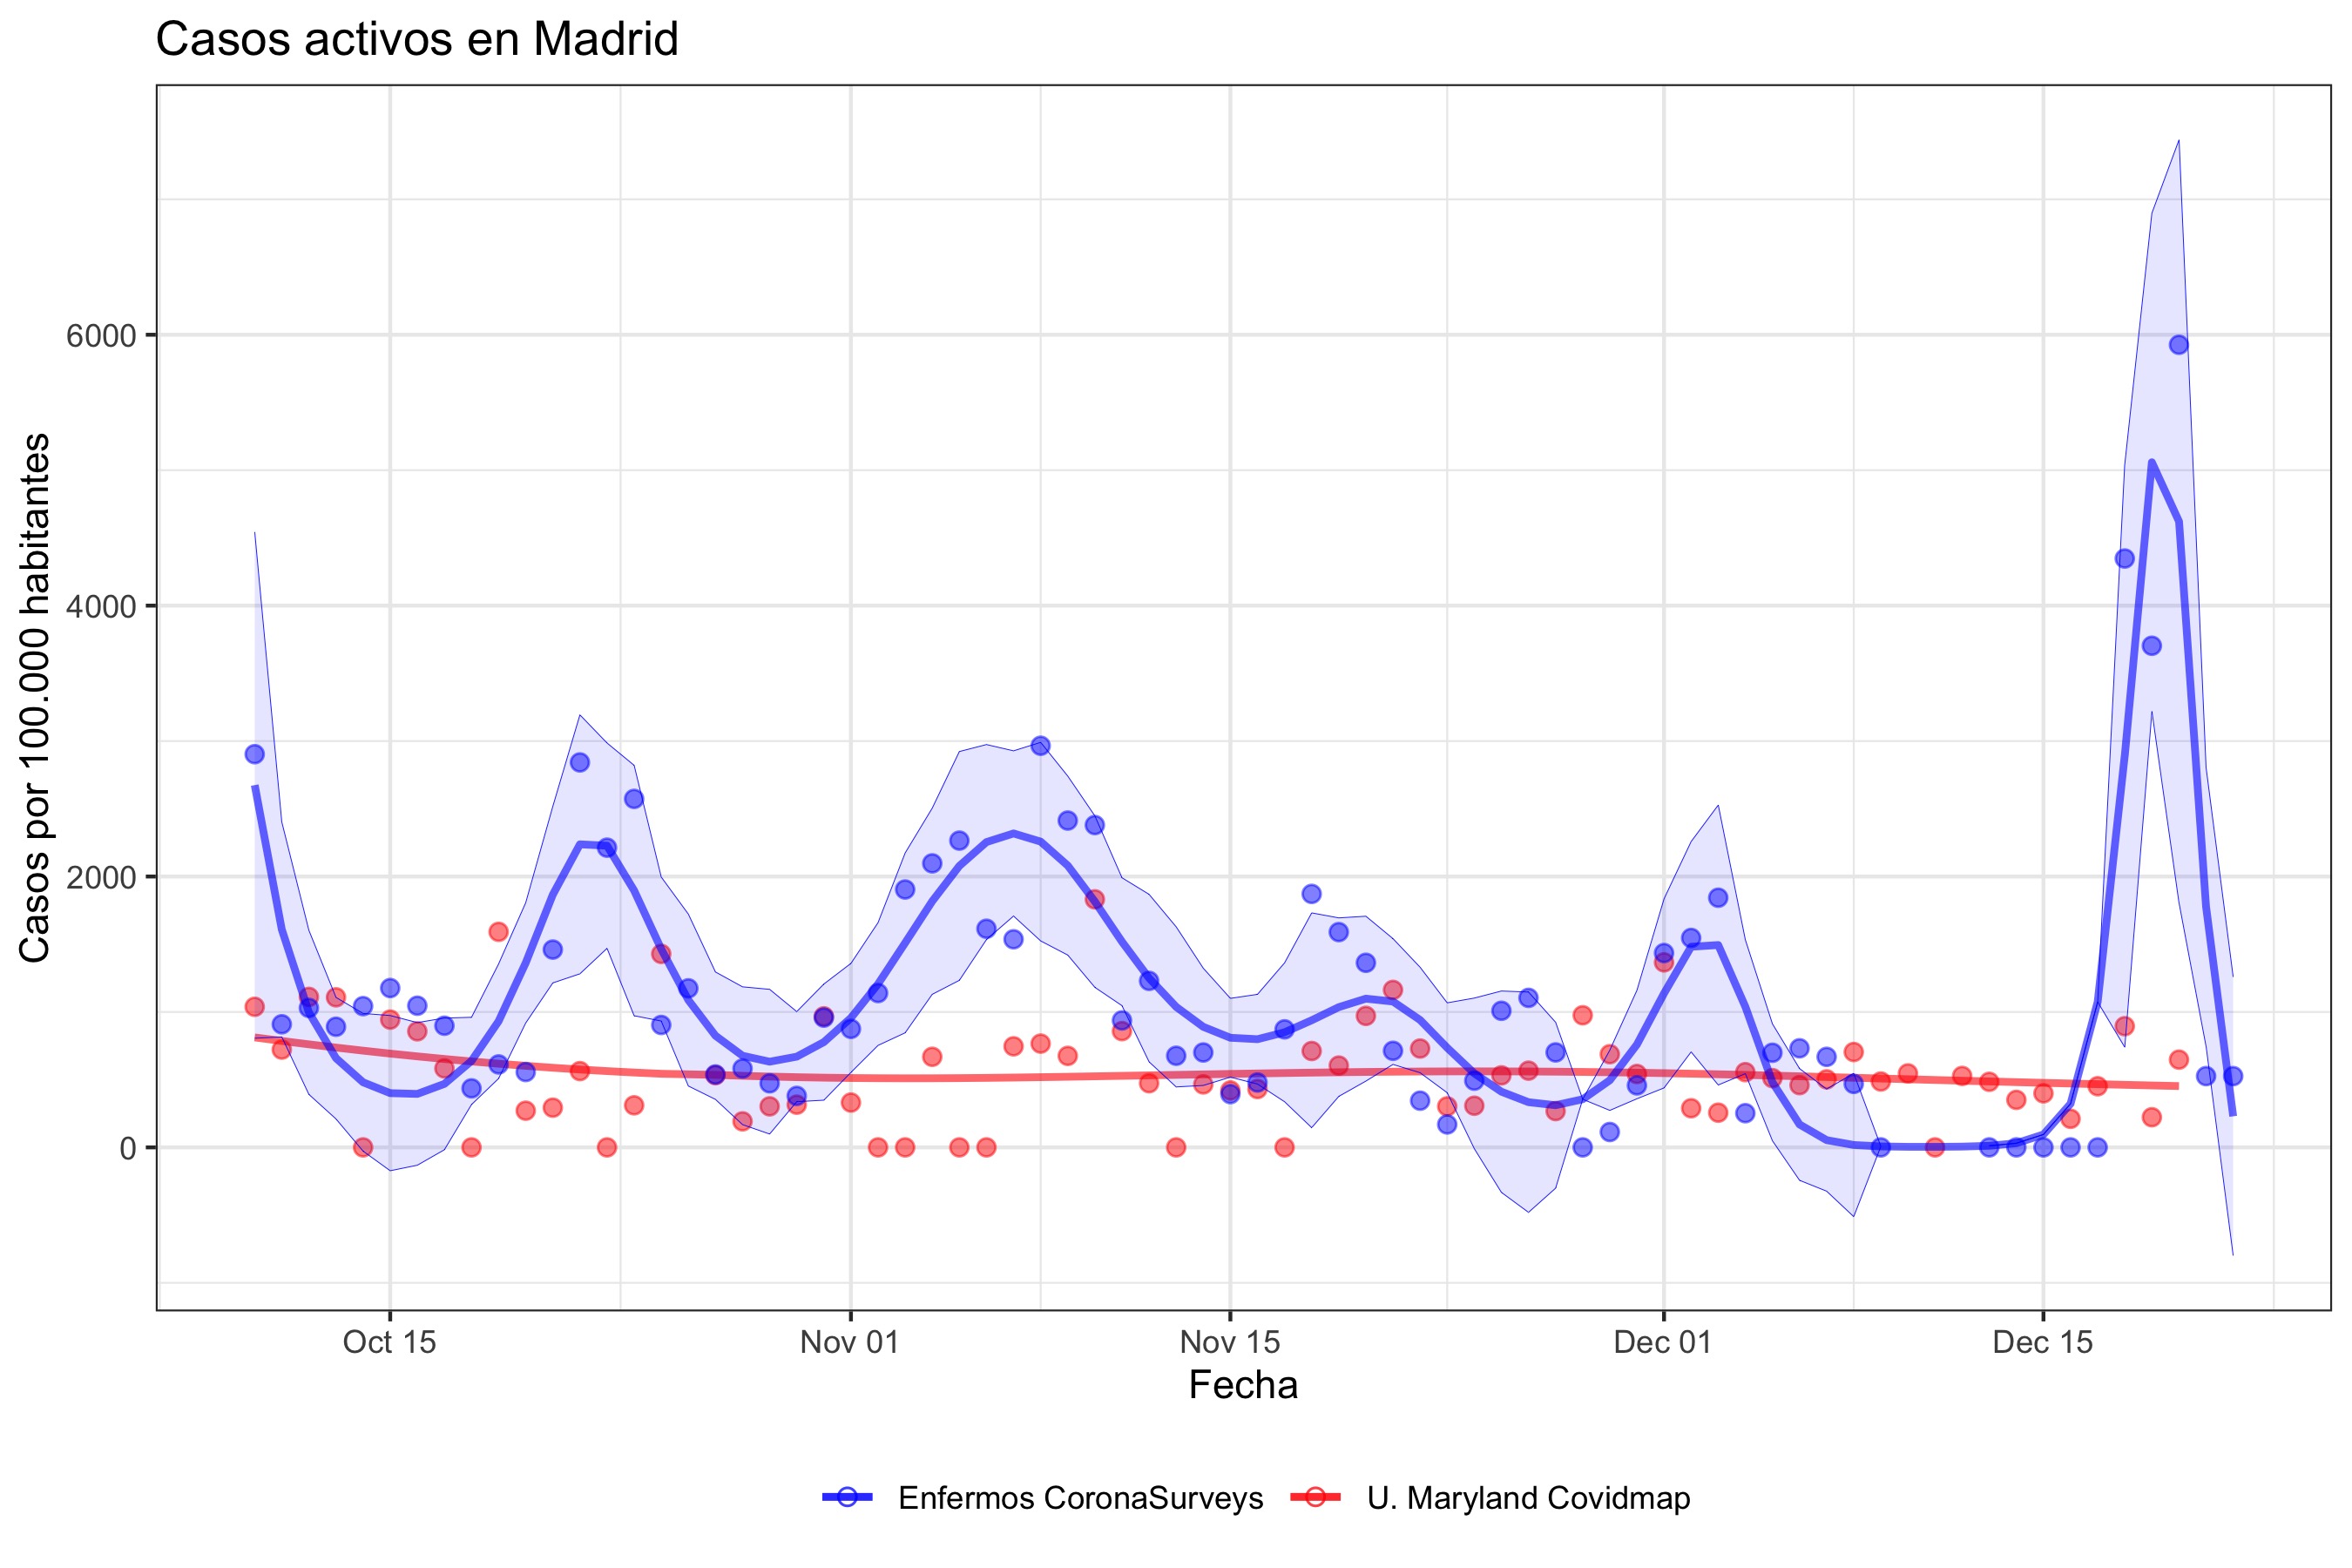 Casos activos en Madrid
Casos por 100.000 habitantes
6000
4000
2000
0
Oct 15
Nov 01
Nov 15
Dec 01
Dec 15
Fecha
Enfermos CoronaSurveys
U. Maryland Covidmap